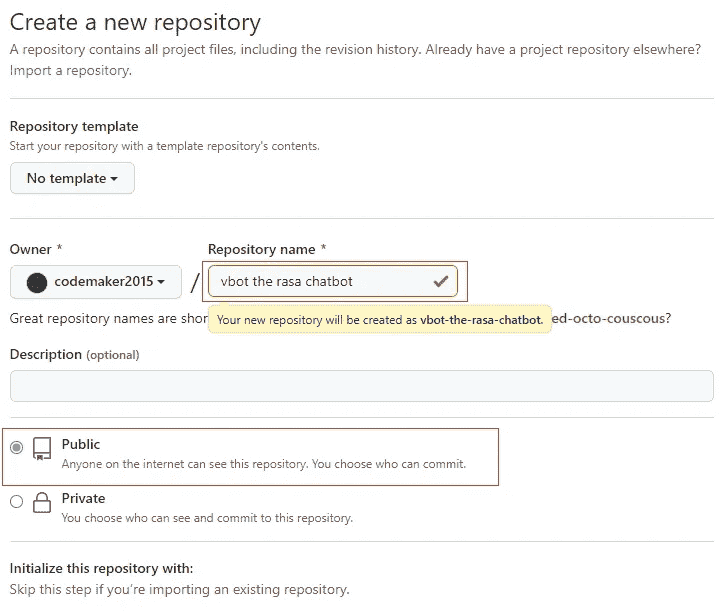 Create a new repository
A repository contains all project files, including the revision history. Already have a project repository elsewhere?
Import a repository.
Repository template
Start your repository with a template repository's contents.
No template
Owner * Repository name *
codemaker2015 / vbot the rasa chatbot
Great repository names are shor Your new repository will be created as vbot-the-rasa-chatbot. ed-octo-couscous?
Description (optional)
Public
Anyone on the internet can see this repository. You choose who can commit.
Private
You choose who can see and commit to this repository.
Initialize this repository with:
Skip this step if you're importing an existing repository.